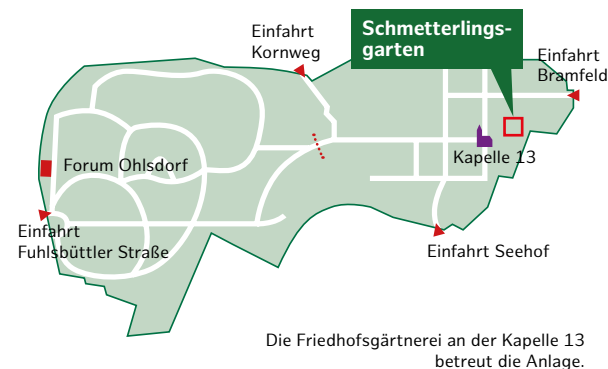 Einfahrt
Kornweg
Schmetterlings-
garten
Einfahrt
Bramfeld
Forum Ohlsdorf
Kapelle 13
Einfahrt
Fuhlsbüttler Straße
Einfahrt Seehof
Die Friedhofsgärtnerei an der Kapelle 13
betreut die Anlage.